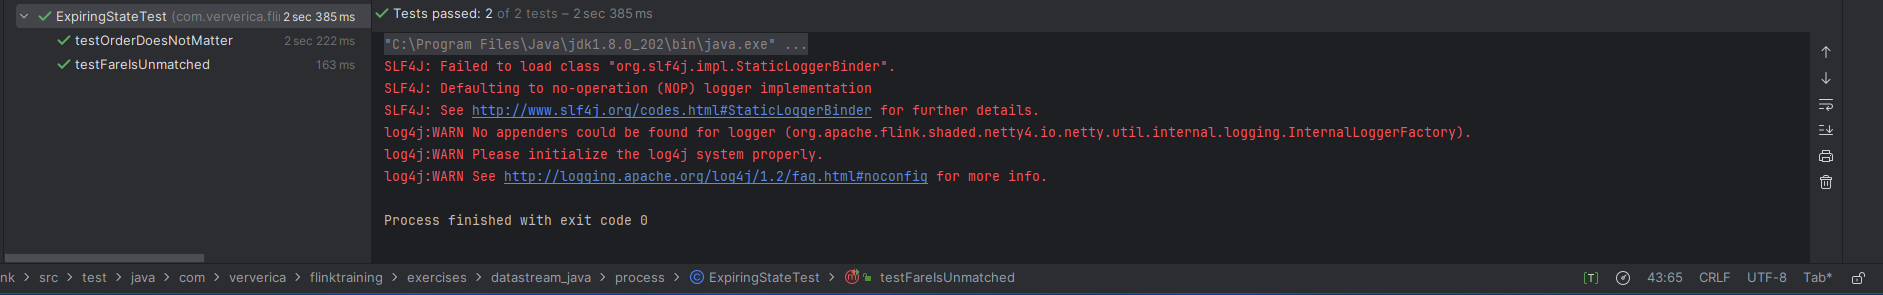 ExpiringStateTest (com.ververica.fli 2 sec 385 ms
testOrderDoesNotMatter 2 sec 222 ms
testFareIsUnmatched 163 ms
Tests passed: 2 of 2 tests – 2 sec 385 ms
"C:\Program Files\Java\jdk1.8.0_202\bin\java.exe" ...
SLF4J: Failed to load class "org.slf4j.impl.StaticLoggerBinder".
SLF4J: Defaulting to no-operation (NOP) logger implementation
SLF4J: See http://www.slf4j.org/codes.html#StaticLoggerBinder for further details.
log4j:WARN No appenders could be found for logger (org.apache.flink.shaded.netty4.io.netty.util.internal.logging.InternalLoggerFactory).
log4j:WARN Please initialize the log4j system properly.
log4j:WARN See http://logging.apache.org/log4j/1.2/faq.html#noconfig for more info.
Process finished with exit code 0
nk > src > test > java > com > ververica > flinktraining > exercises > datastream_java > process > ExpiringStateTest > testFareIsUnmatched [T] 43:65 CRLF UTF-8 Tab*